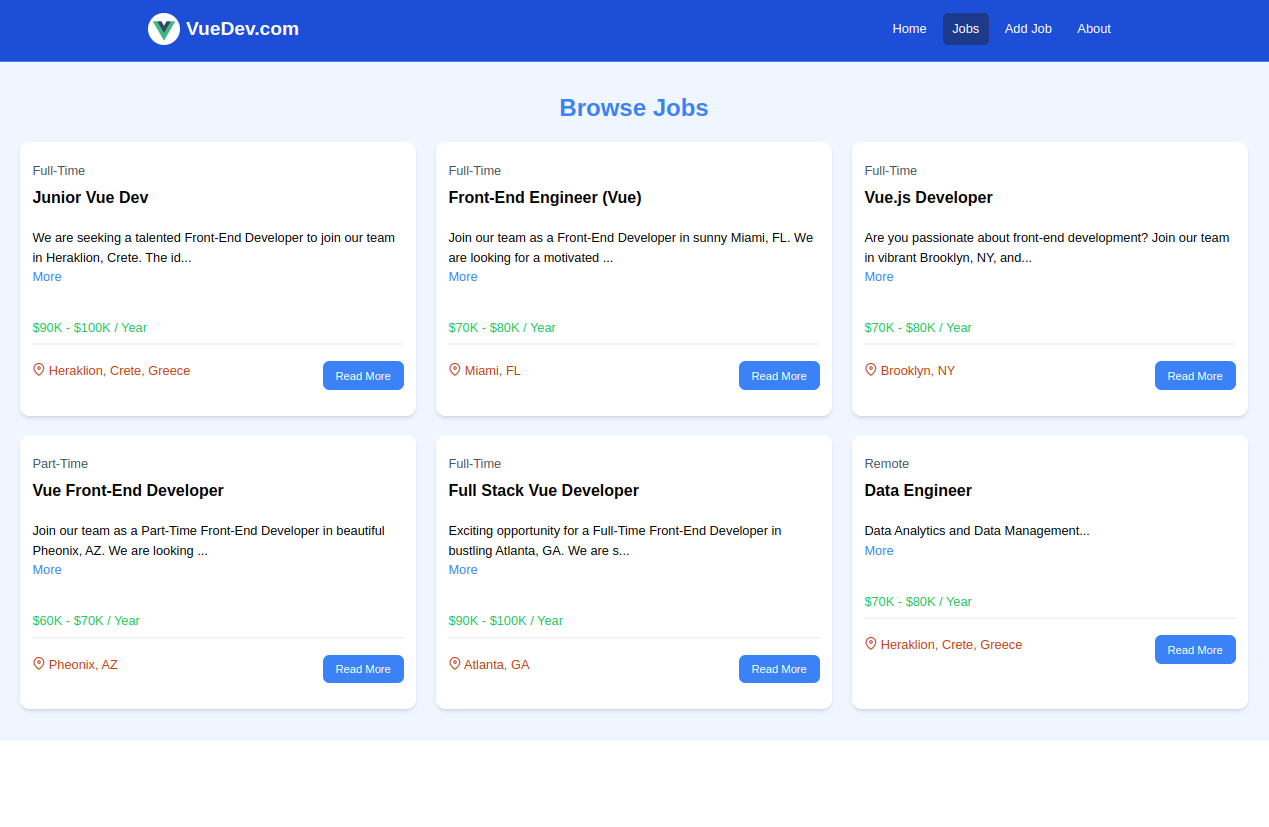 VueDev.com
Home Jobs Add Job About
Browse Jobs
Full-Time
Junior Vue Dev
We are seeking a talented Front-End Developer to join our team
in Heraklion, Crete. The id...
More
$90K - $100K / Year
Heraklion, Crete, Greece
Read More
Full-Time
Front-End Engineer (Vue)
Join our team as a Front-End Developer in sunny Miami, FL. We
are looking for a motivated ...
More
$70K - $80K / Year
Miami, FL
Read More
Full-Time
Vue.js Developer
Are you passionate about front-end development? Join our team
in vibrant Brooklyn, NY, and...
More
$70K - $80K / Year
Brooklyn, NY
Read More
Part-Time
Vue Front-End Developer
Join our team as a Part-Time Front-End Developer in beautiful
Pheonix, AZ. We are looking ...
More
$60K - $70K / Year
Pheonix, AZ
Read More
Full-Time
Full Stack Vue Developer
Exciting opportunity for a Full-Time Front-End Developer in
bustling Atlanta, GA. We are s...
More
$90K - $100K / Year
Atlanta, GA
Read More
Remote
Data Engineer
Data Analytics and Data Management...
More
$70K - $80K / Year
Heraklion, Crete, Greece
Read More